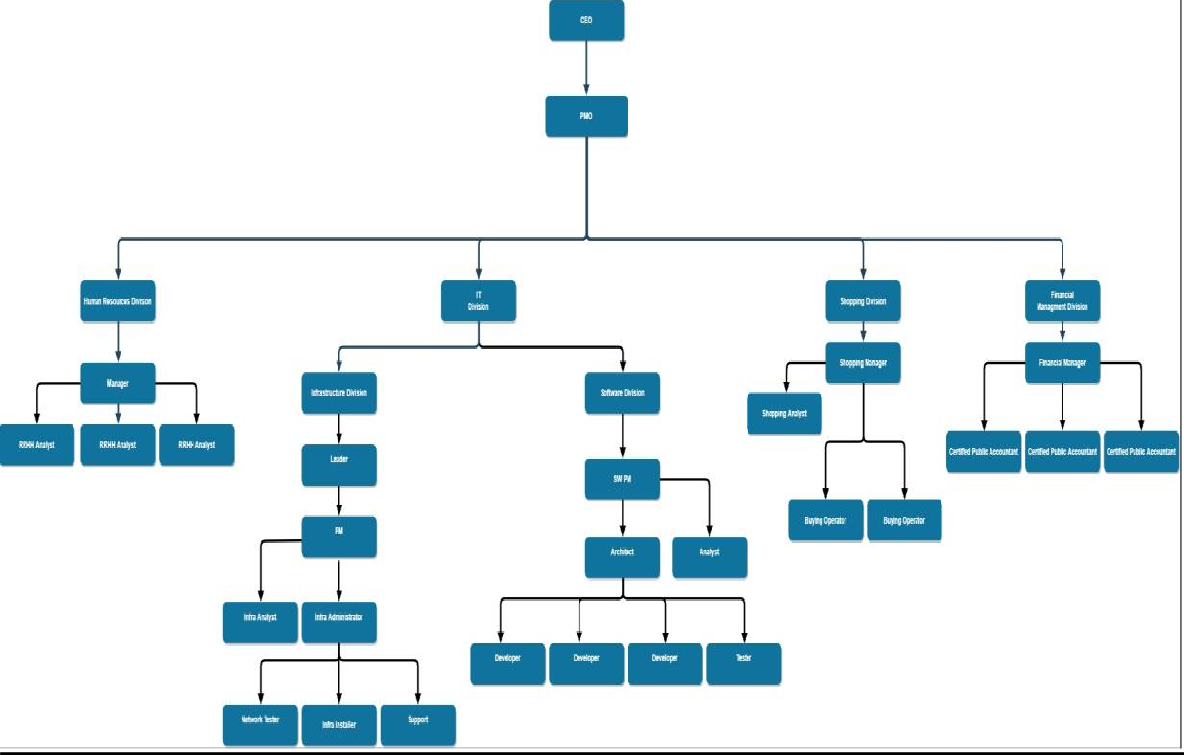 CEO
PMO
Human Resources Division
IT
Division
Shopping Division
Financial
Managment Division
Manager
Shopping Manager
Financial Manager
Infrastructure Division
Software Division
Shopping Analyst
RRHH Analyst
RRHH Analyst
RRHH Analyst
Leader
SW PM
Certified Public Accountant
Certified Public Accountant
Certified Public Accountant
PM
Buying Operator
Buying Operator
Architect
Analyst
Infra Analyst
Infra Administrator
Developer
Developer
Developer
Tester
Network Tester
Infra Installer
Support